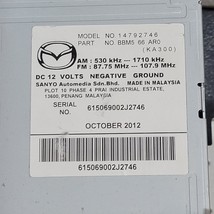 MODEL NO 14792746
PART NO BBM5 66 AR0
(KA300)
AM : 530 kHz — 1710 kHz
FM : 87.75 MHz — 107.9 MHz
DC 12 VOLTS NEGATIVE GROUND
SANYO Automedia Sdn.Bhd. MADE IN MALAYSIA
PLOT 10 PHASE 4 PRAI INDUSTRIAL ESTATE,
13600, PENANG MALAYSIA
SERIAL NO.
615069002J2746
OCTOBER 2012
615069002J2746